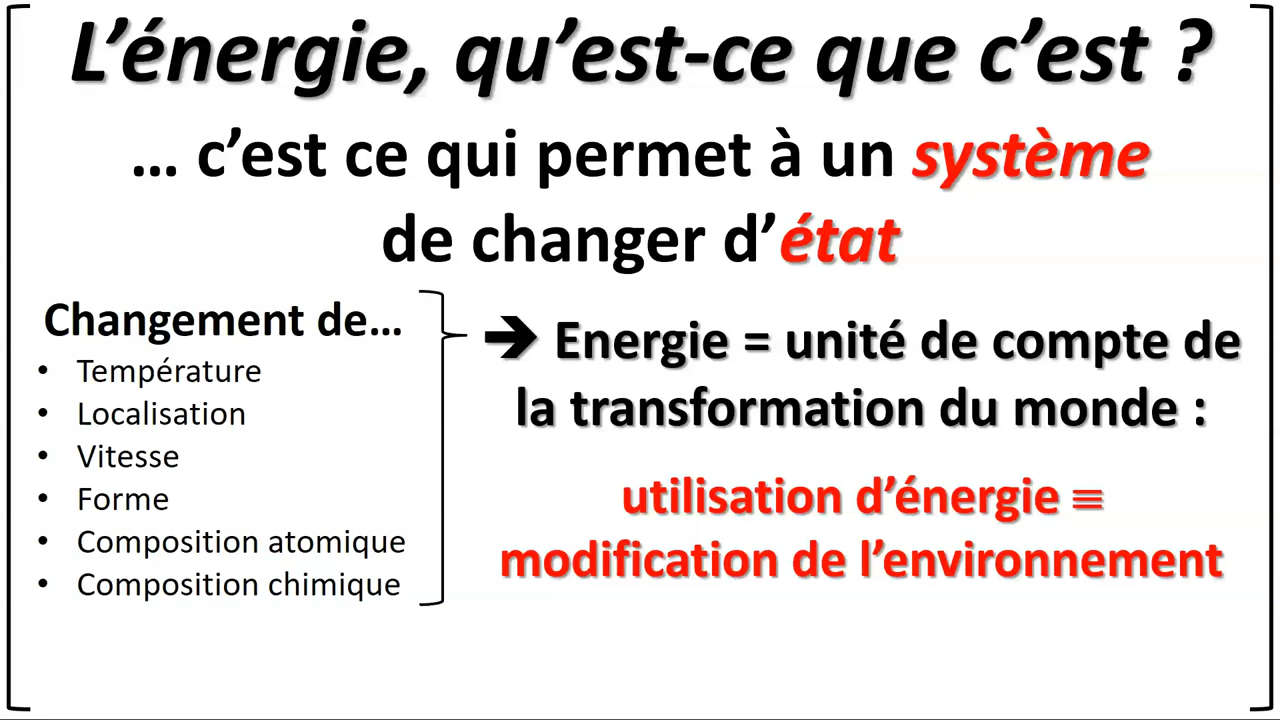 L’énergie, qu’est-ce que c’est ?
… c’est ce qui permet à un système
de changer d’état
Changement de…
• Température
• Localisation
• Vitesse
• Forme
• Composition atomique
• Composition chimique
➔ Energie = unité de compte de
la transformation du monde :
utilisation d’énergie ≡
modification de l’environnement